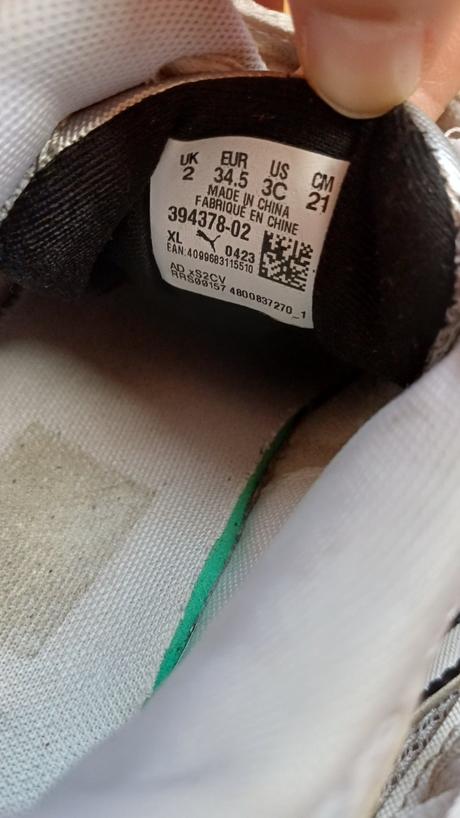 UK EUR US CM
2 34.5 3C 21
MADE IN CHINA
FABRIQUE EN CHINE
394378-02
XL 0423
EAN:4099683115510
AD xS2CV
RRS00157 4800837270_1